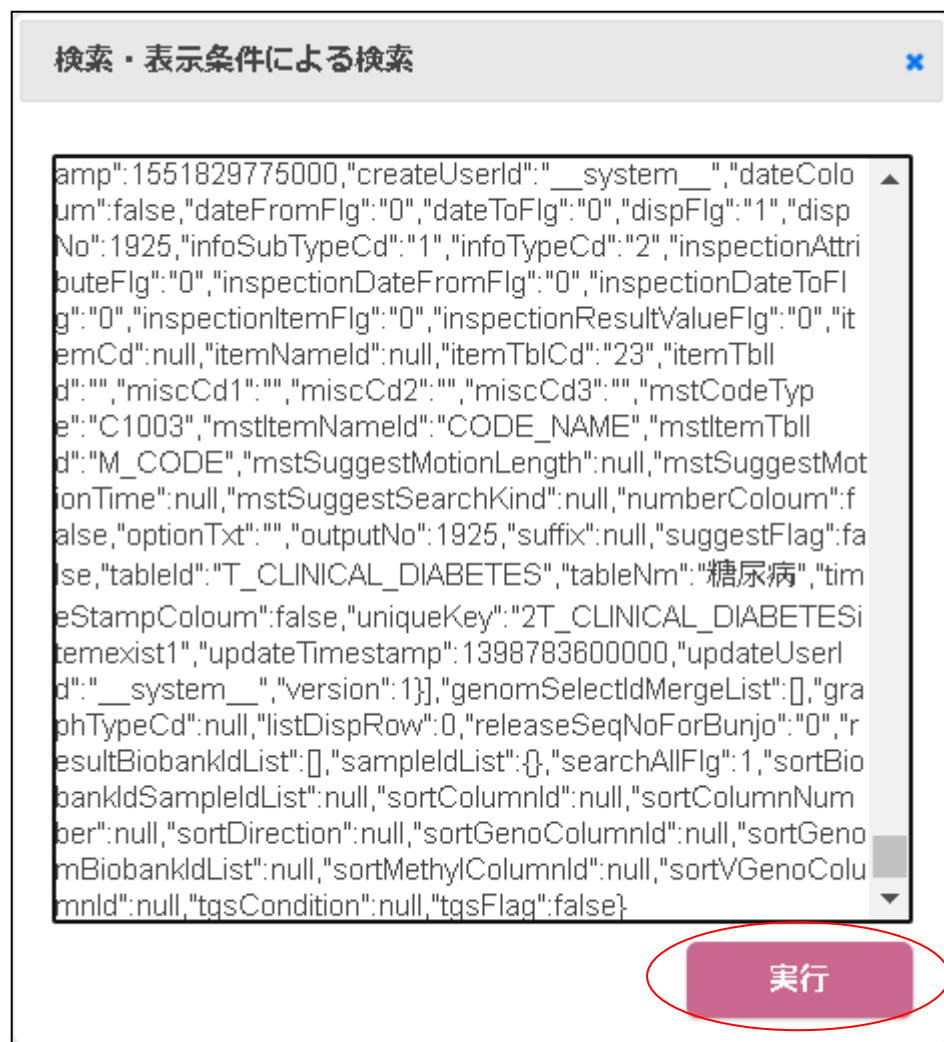 検索・表示条件による検索
amp":1551829775000,"createUserId":"__system__","dateColo
um":false,"dateFromFlg":"0","dateToFlg":"0","dispFlg":"1","disp
No":1925,"infoSubTypeCd":"1","infoTypeCd":"2","inspectionAttri
buteFlg":"0","inspectionDateFromFlg":"0","inspectionDateToFl
g":"0","inspectionItemFlg":"0","inspectionResultValueFlg":"0","it
emCd":null,"itemNameId":null,"itemTblCd":"23","itemTblI
d":"","miscCd1":"","miscCd2":"","miscCd3":"","mstCodeTyp
e":"C1003","mstItemNameId":"CODE_NAME","mstItemTblI
d":"M_CODE","mstSuggestMotionLength":null,"mstSuggestMot
ionTime":null,"mstSuggestSearchKind":null,"numberColoum":f
alse,"optionTxt":"","outputNo":1925,"suffix":null,"suggestFlag":fa
lse,"tableId":"T_CLINICAL_DIABETES","tableNm":"糖尿病","tim
eStampColoum":false,"uniqueKey":"2T_CLINICAL_DIABETESi
temexist1","updateTimestamp":1398783600000,"updateUserI
d":"__system__","version":1}],"genomSelectIdMergeList":[],"gra
phTypeCd":null,"listDispRow":0,"releaseSeqNoForBunjo":"0","r
esultBiobankIdList":[],"sampleIdList":{},"searchAllFlg":1,"sortBio
bankIdSampleIdList":null,"sortColumnId":null,"sortColumnNum
ber":null,"sortDirection":null,"sortGenoColumnId":null,"sortGeno
mBiobankIdList":null,"sortMethylColumnId":null,"sortVGenoColu
mnId":null,"tgsCondition":null,"tgsFlag":false}
実行